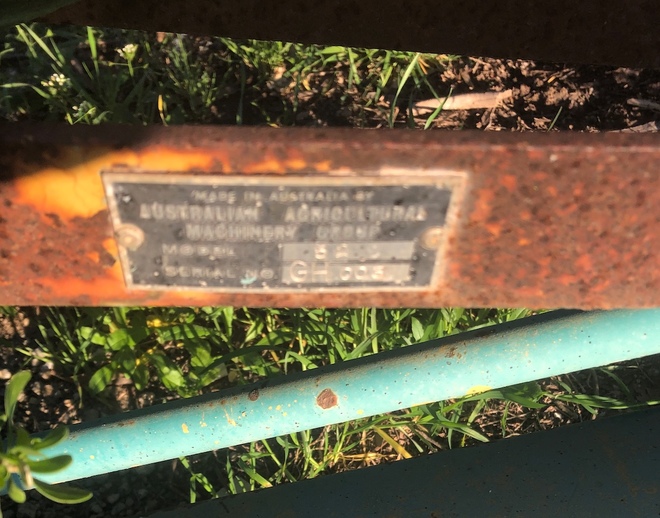 MADE IN AUSTRALIA BY
AUSTRALIAN AGRICULTURAL
MACHINERY GROUP
MODEL
SERIAL NO.